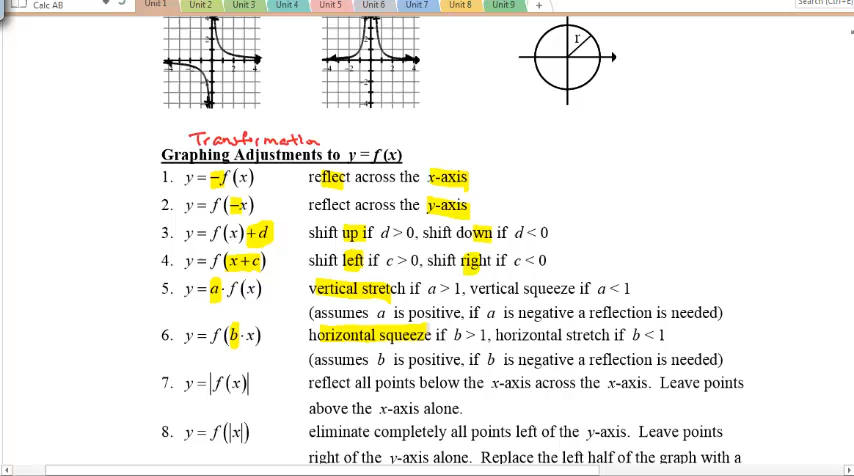 Calc AB
Unit 1 Unit 2 Unit 3 Unit 4 Unit 5 Unit 6 Unit 7 Unit 8 Unit 9 +
Search (Ctrl+E)
r
Transformation
Graphing Adjustments to y = f (x)
1. y = −f (x) reflect across the x-axis
2. y = f (−x) reflect across the y-axis
3. y = f (x) + d shift up if d > 0, shift down if d < 0
4. y = f (x + c) shift left if c > 0, shift right if c < 0
5. y = a · f (x) vertical stretch if a > 1, vertical squeeze if a < 1
(assumes a is positive, if a is negative a reflection is needed)
6. y = f (b · x) horizontal squeeze if b > 1, horizontal stretch if b < 1
(assumes b is positive, if b is negative a reflection is needed)
7. y = |f (x)| reflect all points below the x-axis across the x-axis. Leave points
above the x-axis alone.
8. y = f (|x|) eliminate completely all points left of the y-axis. Leave points
right of the y-axis alone. Replace the left half of the graph with a